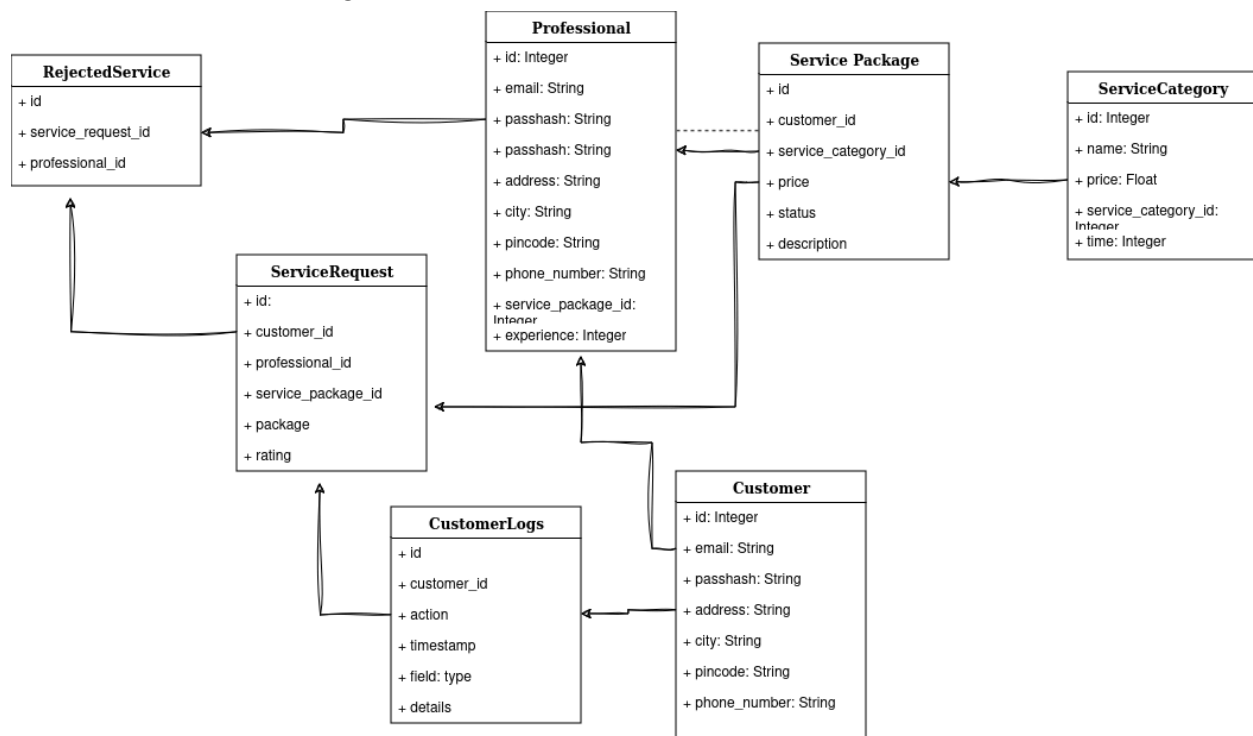 RejectedService
+ id
+ service_request_id
+ professional_id
Professional
+ id: Integer
+ email: String
+ passhash: String
+ passhash: String
+ address: String
+ city: String
+ pincode: String
+ phone_number: String
+ service_package_id:
Integer
+ experience: Integer
Service Package
+ id
+ customer_id
+ service_category_id
+ price
+ status
+ description
ServiceCategory
+ id: Integer
+ name: String
+ price: Float
+ service_category_id:
Integer
+ time: Integer
ServiceRequest
+ id:
+ customer_id
+ professional_id
+ service_package_id
+ package
+ rating
CustomerLogs
+ id
+ customer_id
+ action
+ timestamp
+ field: type
+ details
Customer
+ id: Integer
+ email: String
+ passhash: String
+ address: String
+ city: String
+ pincode: String
+ phone_number: String